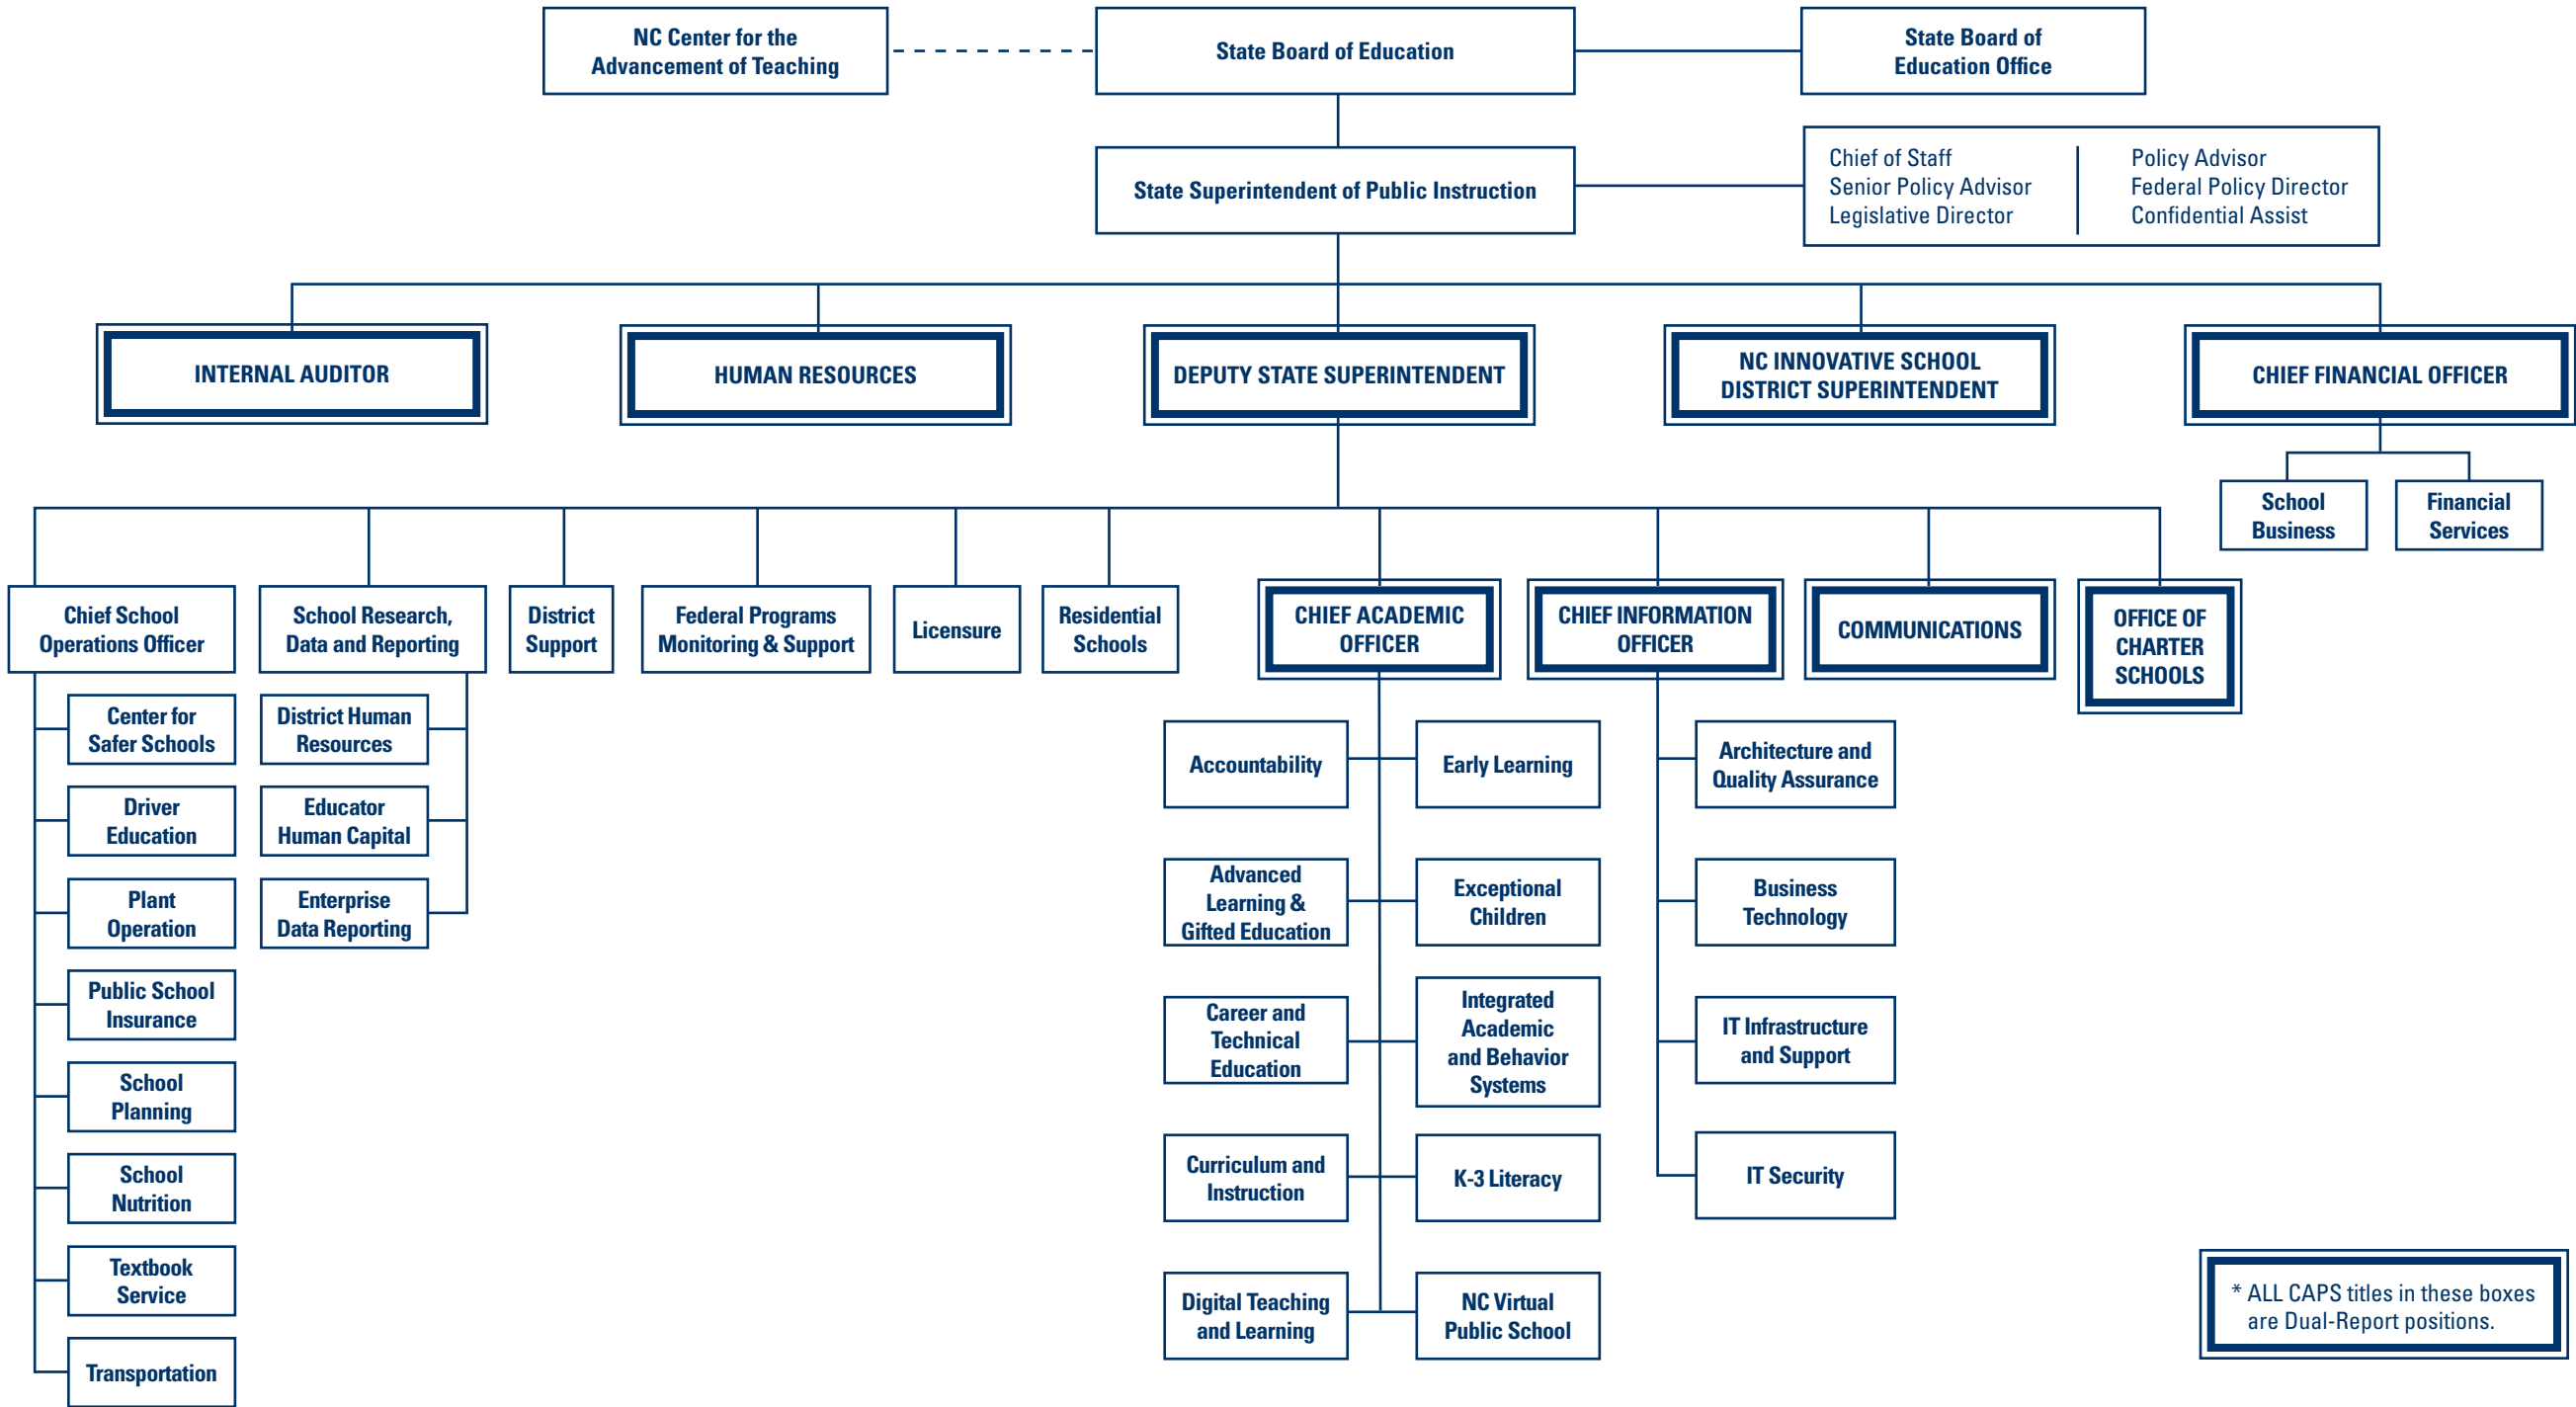 NC Center for the
Advancement of Teaching
State Board of Education
State Board of
Education Office
State Superintendent of Public Instruction
Chief of Staff
Senior Policy Advisor
Legislative Director
Policy Advisor
Federal Policy Director
Confidential Assist
INTERNAL AUDITOR
HUMAN RESOURCES
DEPUTY STATE SUPERINTENDENT
NC INNOVATIVE SCHOOL
DISTRICT SUPERINTENDENT
CHIEF FINANCIAL OFFICER
School
Business
Financial
Services
Chief School
Operations Officer
School Research,
Data and Reporting
District
Support
Federal Programs
Monitoring & Support
Licensure
Residential
Schools
CHIEF ACADEMIC
OFFICER
CHIEF INFORMATION
OFFICER
COMMUNICATIONS
OFFICE OF
CHARTER
SCHOOLS
Center for
Safer Schools
Driver
Education
Plant
Operation
Public School
Insurance
School
Planning
School
Nutrition
Textbook
Service
Transportation
District Human
Resources
Educator
Human Capital
Enterprise
Data Reporting
Accountability
Advanced
Learning &
Gifted Education
Career and
Technical
Education
Curriculum and
Instruction
Digital Teaching
and Learning
Early Learning
Exceptional
Children
Integrated
Academic
and Behavior
Systems
K-3 Literacy
NC Virtual
Public School
Architecture and
Quality Assurance
Business
Technology
IT Infrastructure
and Support
IT Security
* ALL CAPS titles in these boxes
are Dual-Report positions.